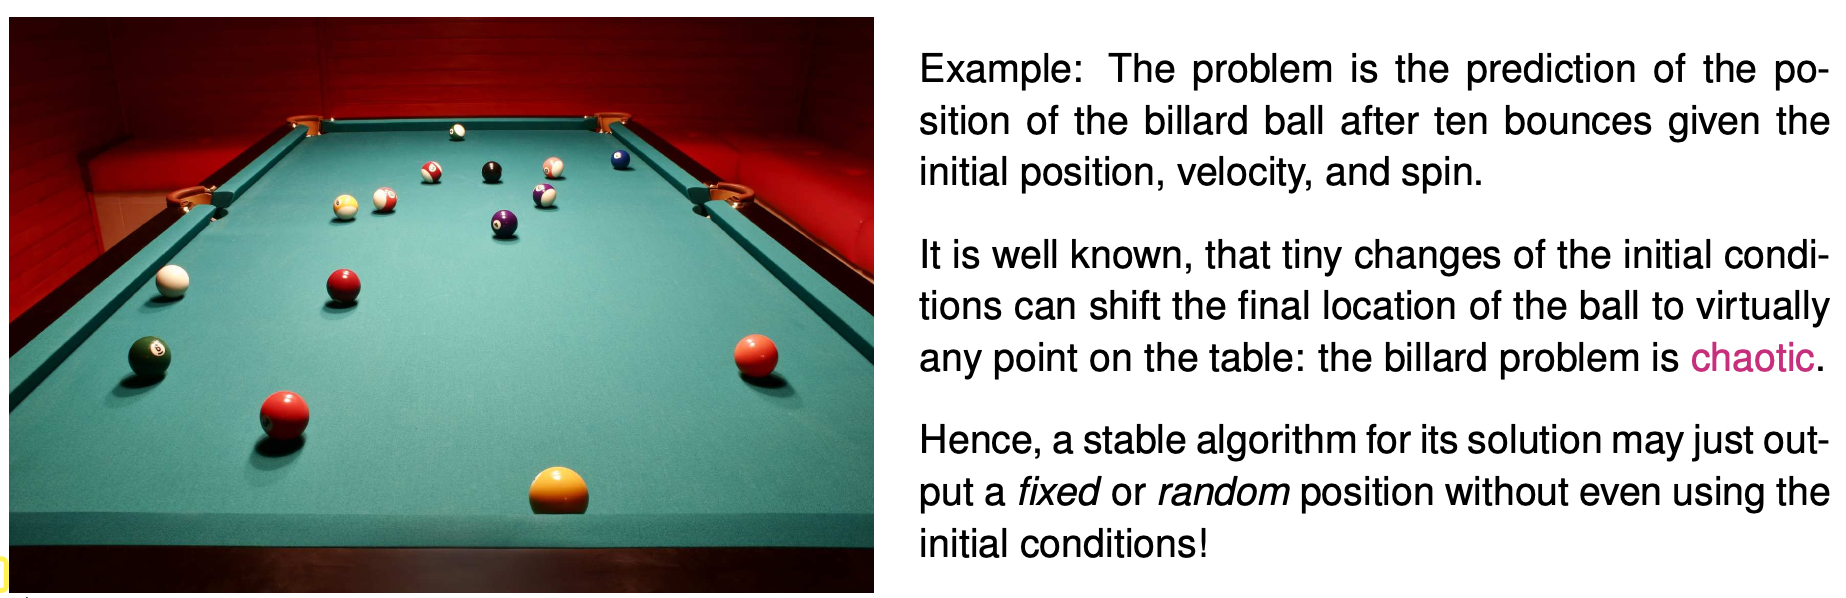 Example: The problem is the prediction of the po-
sition of the billard ball after ten bounces given the
initial position, velocity, and spin.
It is well known, that tiny changes of the initial condi-
tions can shift the final location of the ball to virtually
any point on the table: the billard problem is chaotic.
Hence, a stable algorithm for its solution may just out-
put a fixed or random position without even using the
initial conditions!